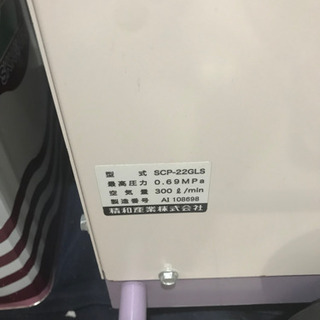 型式 SCP-22GLS
最高圧力 0.69MPa
空気量 300ℓ/min
製造番号 AI 108698
精和産業株式会社